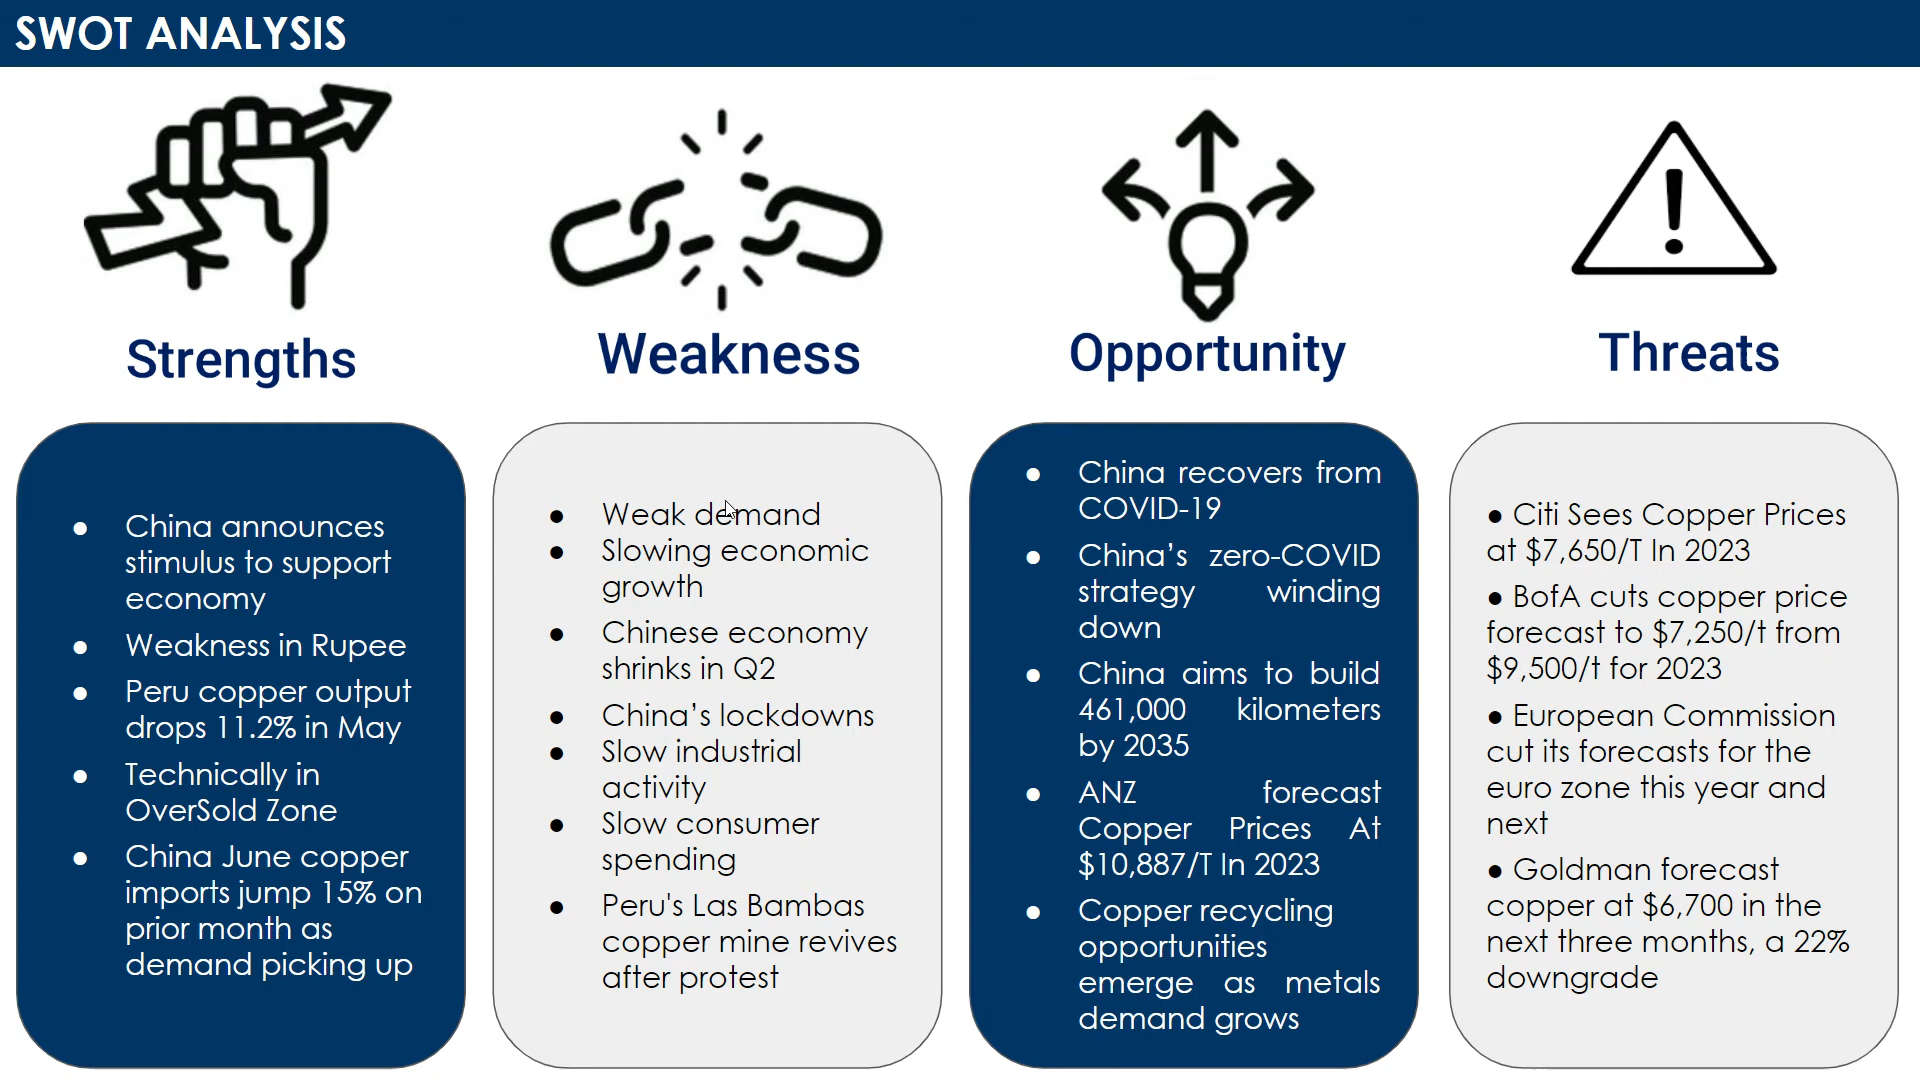 SWOT ANALYSIS
Strengths
● China announces
stimulus to support
economy
● Weakness in Rupee
● Peru copper output
drops 11.2% in May
● Technically in
OverSold Zone
● China June copper
imports jump 15% on
prior month as
demand picking up
Weakness
● Weak demand
● Slowing economic
growth
● Chinese economy
shrinks in Q2
● China’s lockdowns
● Slow industrial
activity
● Slow consumer
spending
● Peru's Las Bambas
copper mine revives
after protest
Opportunity
● China recovers from
COVID-19
● China’s zero-COVID
strategy winding
down
● China aims to build
461,000 kilometers
by 2035
● ANZ forecast
Copper Prices At
$10,887/T In 2023
● Copper recycling
opportunities
emerge as metals
demand grows
Threats
● Citi Sees Copper Prices
at $7,650/T In 2023
● BofA cuts copper price
forecast to $7,250/t from
$9,500/t for 2023
● European Commission
cut its forecasts for the
euro zone this year and
next
● Goldman forecast
copper at $6,700 in the
next three months, a 22%
downgrade